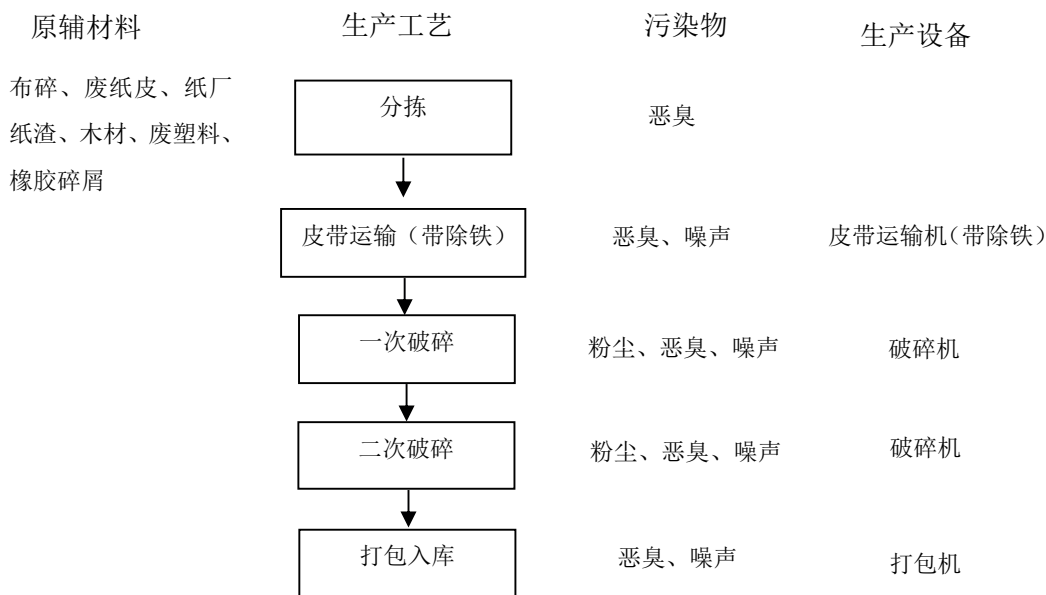 原辅材料
生产工艺
污染物
生产设备
布碎、废纸皮、纸厂
纸渣、木材、废塑料、
橡胶碎屑
分拣
恶臭
皮带运输（带除铁）
恶臭、噪声
皮带运输机（带除铁）
一次破碎
粉尘、恶臭、噪声
破碎机
二次破碎
粉尘、恶臭、噪声
破碎机
打包入库
恶臭、噪声
打包机